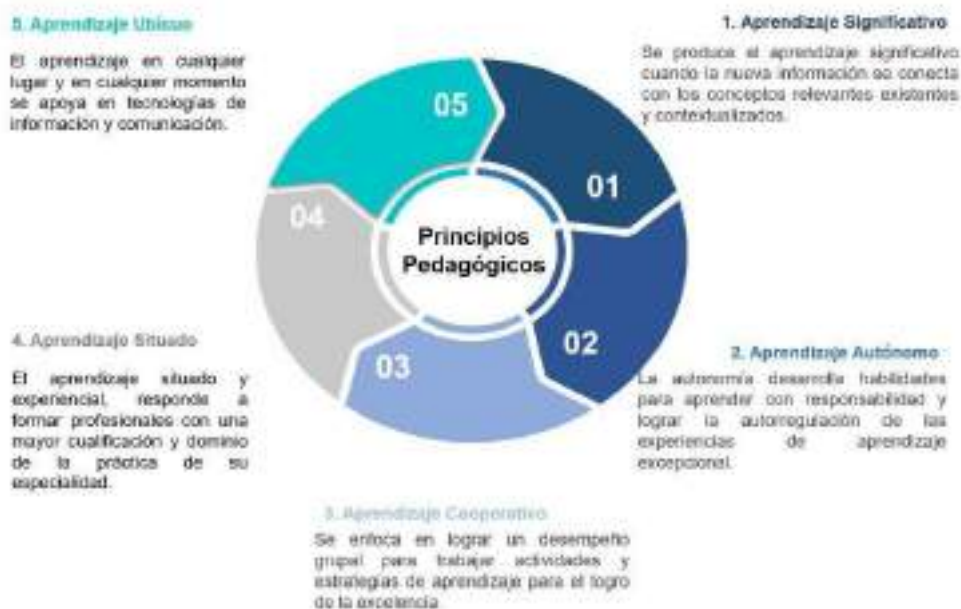 5. Aprendizaje Ubicuo
El aprendizaje en cualquier
lugar y en cualquier momento
se apoya en tecnologías de
información y comunicación.
1. Aprendizaje Significativo
Se produce el aprendizaje significativo
cuando la nueva información se conecta
con los conceptos relevantes existentes
y contextualizados.
05
01
04
Principios
Pedagógicos
02
03
4. Aprendizaje Situado
El aprendizaje situado y
experiencial, responde a
formar profesionales con una
mayor cualificación y dominio
de la práctica de su
especialidad.
2. Aprendizaje Autónomo
La autonomía desarrolla habilidades
para aprender con responsabilidad y
lograr la autorregulación de las
experiencias de aprendizaje
excepcional.
3. Aprendizaje Cooperativo
Se enfoca en lograr un desempeño
grupal para trabajar actividades y
estrategias de aprendizaje para el logro
de la excelencia